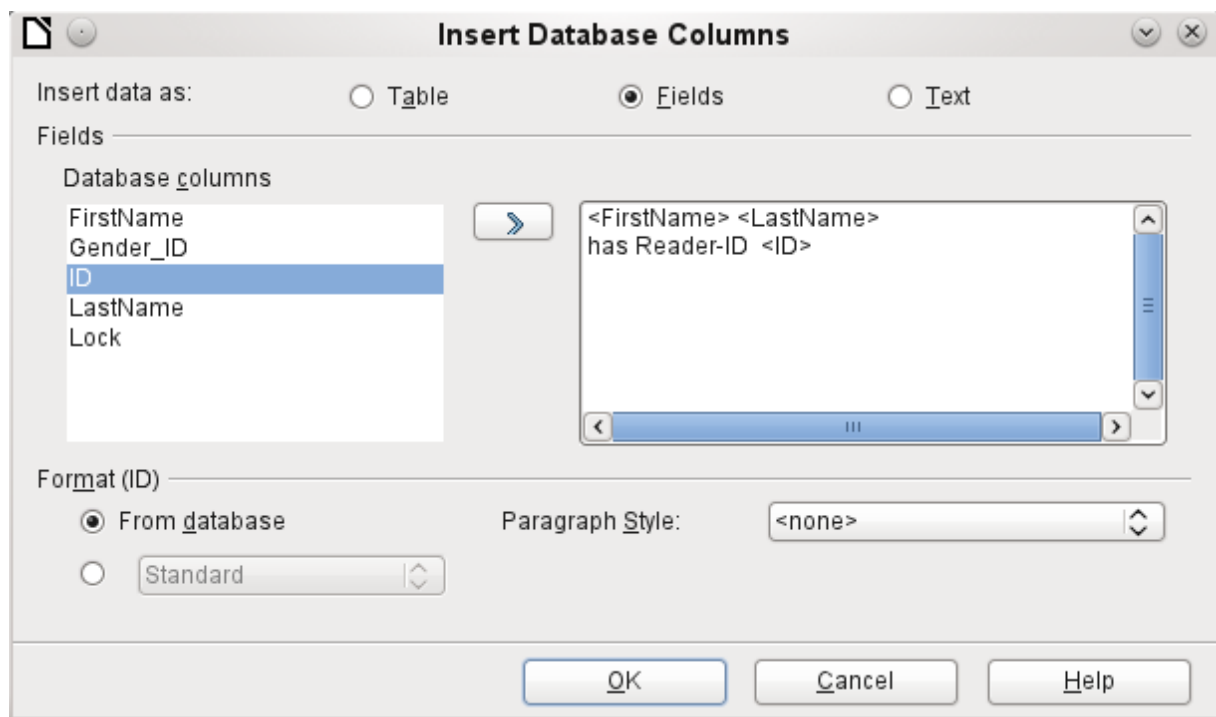 Insert Database Columns
Insert data as: Table Fields Text
Fields
Database columns
FirstName
Gender_ID
ID
LastName
Lock
<FirstName> <LastName>
has Reader-ID  <ID>
Format (ID)
From database Paragraph Style: <none>
Standard
OK Cancel Help